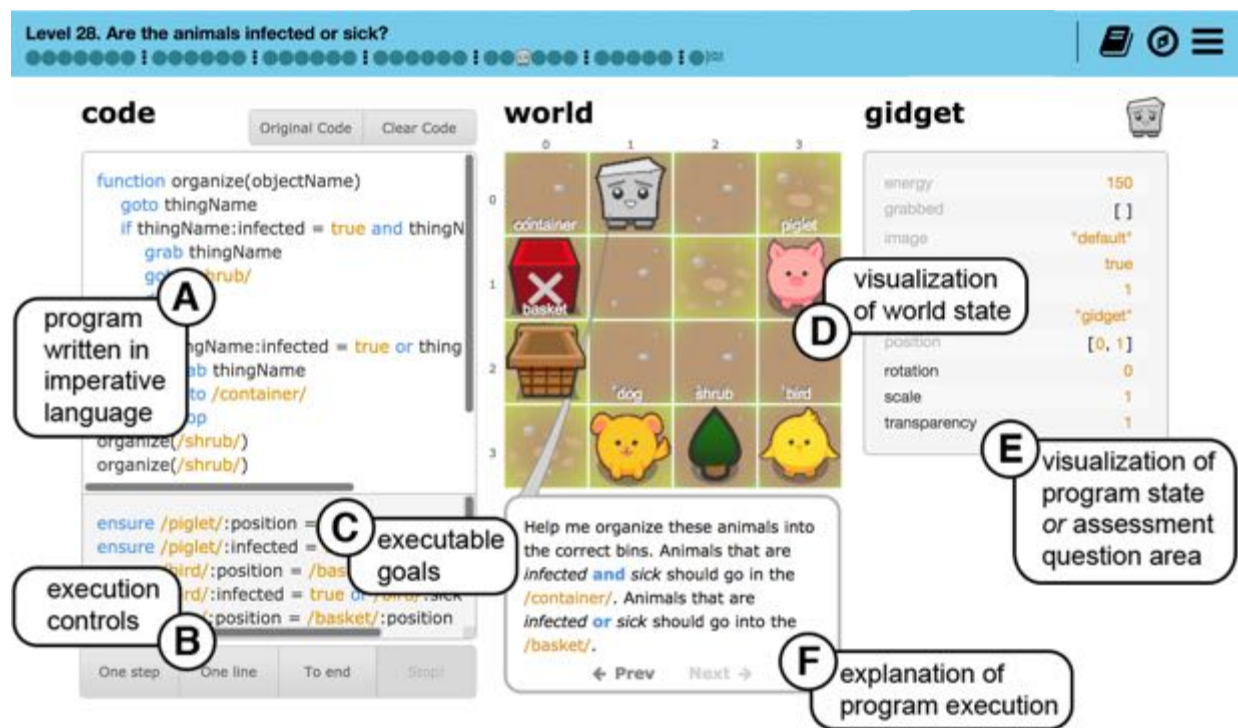 Level 28. Are the animals infected or sick?
code
Original Code
Clear Code
function organize(objectName)
goto thingName
if thingName:infected = true and thingN
grab thingName
/shrub/
:infected = true or thing
thingName
/container/
organize(/shrub/)
organize(/shrub/)
ensure /piglet/:position =
ensure /piglet/:infected =
:position =
:infected = true or
:position = /basket/:position
One step
One line
To end
Stop!
A
program
written in
imperative
language
B
execution
controls
C
executable
goals
world
0
1
2
3
0
1
2
3
container
piglet
basket
dog
shrub
bird
D
visualization
of world state
Help me organize these animals into
the correct bins. Animals that are
infected and sick should go in the
/container/. Animals that are
infected or sick should go into the
/basket/.
← Prev
Next →
F
explanation of
program execution
gidget
energy 150
grabbed [ ]
image "default"
true
1
"gidget"
position [0, 1]
rotation 0
scale 1
transparency 1
E
visualization of
program state
or assessment
question area